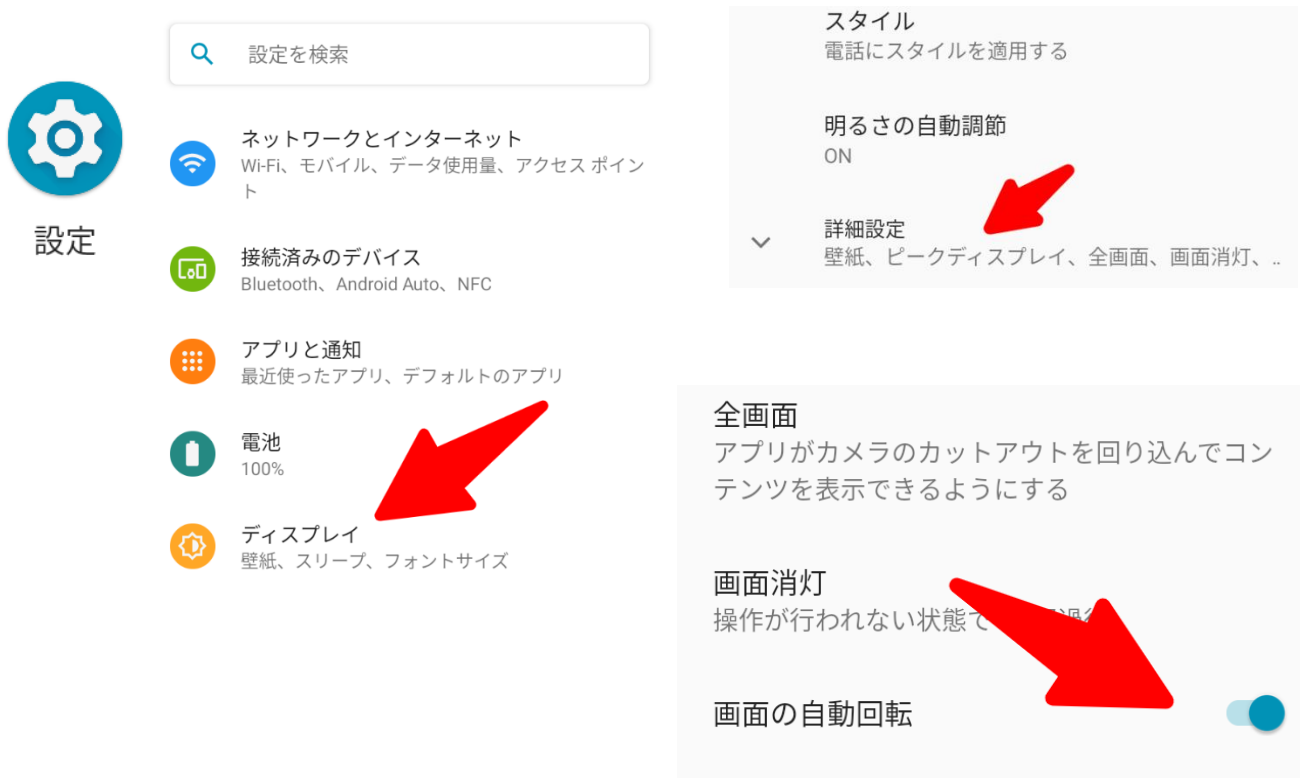 設定
設定を検索
ネットワークとインターネット
Wi-Fi、モバイル、データ使用量、アクセス ポイン
ト
接続済みのデバイス
Bluetooth、Android Auto、NFC
アプリと通知
最近使ったアプリ、デフォルトのアプリ
電池
100%
ディスプレイ
壁紙、スリープ、フォントサイズ
スタイル
電話にスタイルを適用する
明るさの自動調節
ON
詳細設定
壁紙、ピークディスプレイ、全画面、画面消灯、..
全画面
アプリがカメラのカットアウトを回り込んでコン
テンツを表示できるようにする
画面消灯
操作が行われない状態で
画面の自動回転